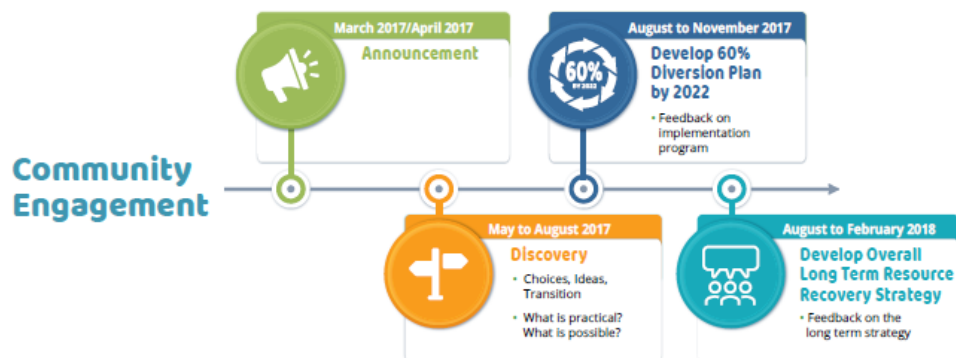 Community
Engagement
March 2017/April 2017
Announcement
May to August 2017
Discovery
• Choices, Ideas,
Transition
• What is practical?
What is possible?
August to November 2017
60%
BY 2022
Develop 60%
Diversion Plan
by 2022
• Feedback on
implementation
program
August to February 2018
Develop Overall
Long Term Resource
Recovery Strategy
• Feedback on the
long term strategy